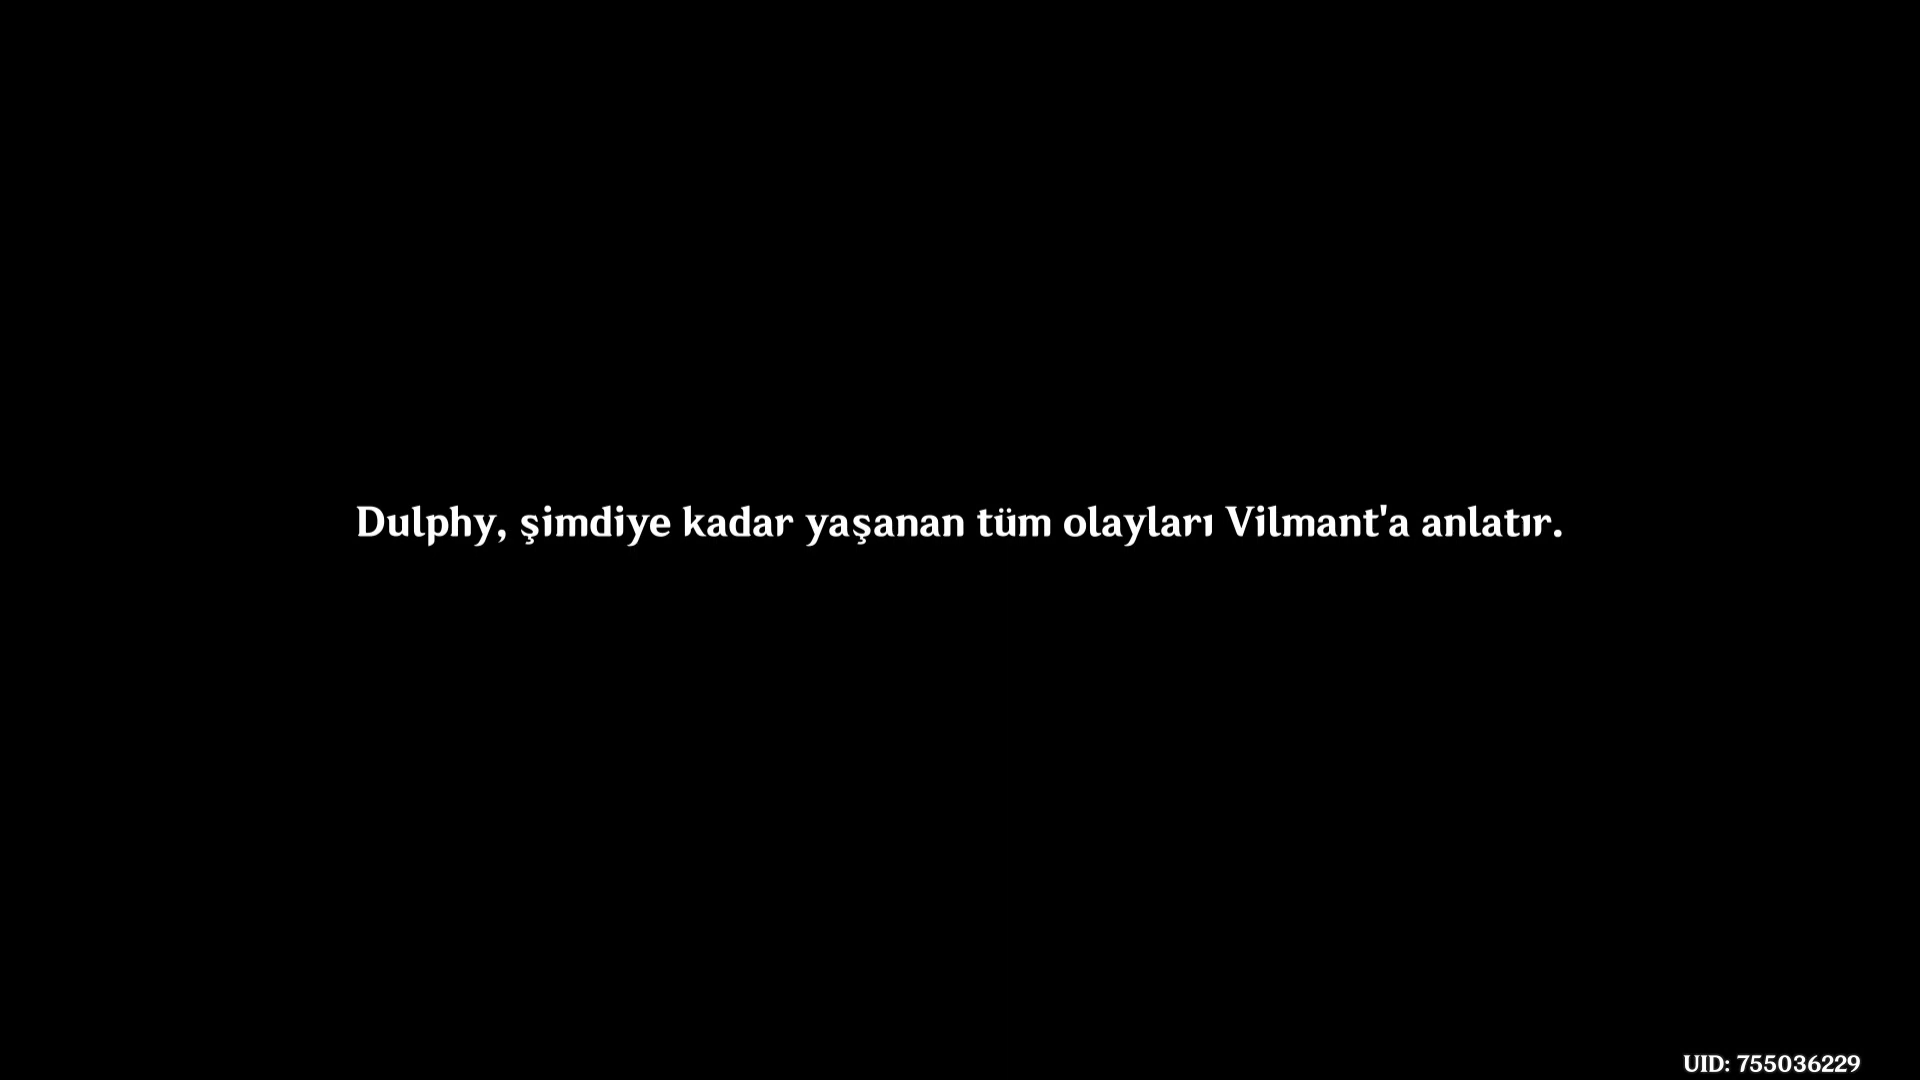 Dulphy, şimdiye kadar yaşanan tüm olayları Vilmant'a anlatır.
UID: 755036229